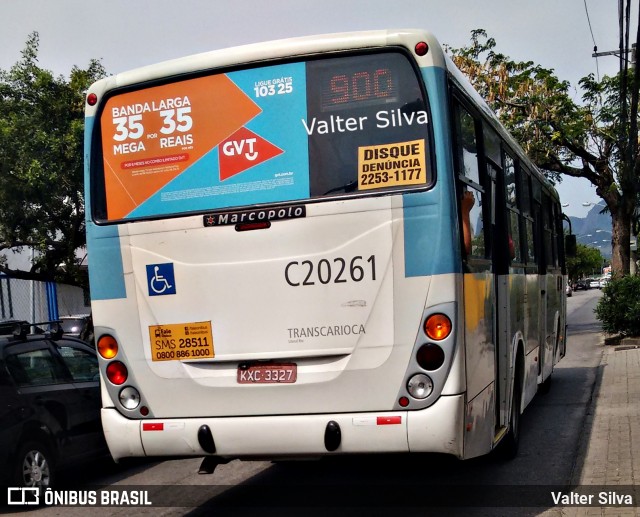 BANDA LARGA
35 POR 35
MEGA REAIS
GVT
LIGUE GRÁTIS
103 25
900
Valter Silva
DISQUE
DENÚNCIA
2253-1177
Marcopolo
C20261
TRANSCARIOCA
SMS 28511
0800 886 1000
KXC·3327
ÔNIBUS BRASIL
Valter Silva